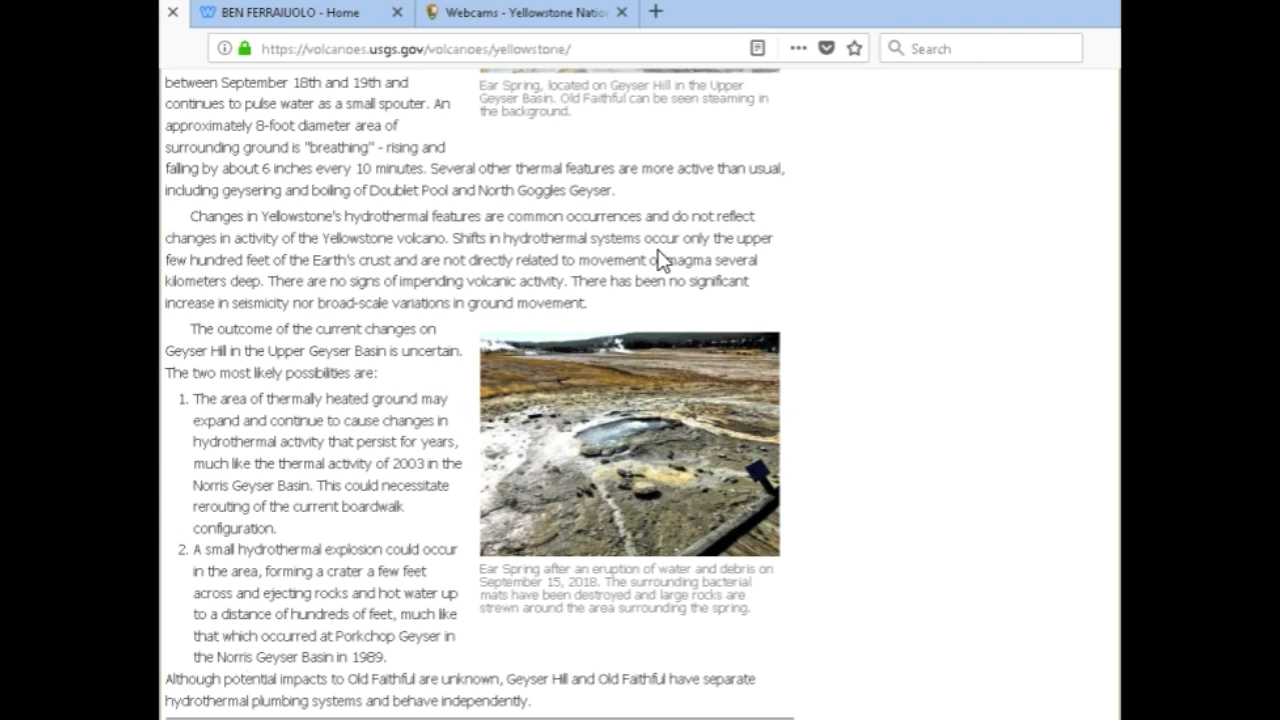 BEN FERRAIUOLO - Home
Webcams - Yellowstone Natio
https://volcanoes.usgs.gov/volcanoes/yellowstone/
Search
between September 18th and 19th and
continues to pulse water as a small spouter. An
approximately 8-foot diameter area of
surrounding ground is "breathing" - rising and
falling by about 6 inches every 10 minutes. Several other thermal features are more active than usual,
including geysering and boiling of Doublet Pool and North Goggles Geyser.
Ear Spring, located on Geyser Hill in the Upper
Geyser Basin. Old Faithful can be seen steaming in
the background.
Changes in Yellowstone's hydrothermal features are common occurrences and do not reflect
changes in activity of the Yellowstone volcano. Shifts in hydrothermal systems occur only the upper
few hundred feet of the Earth's crust and are not directly related to movement of magma several
kilometers deep. There are no signs of impending volcanic activity. There has been no significant
increase in seismicity nor broad-scale variations in ground movement.
The outcome of the current changes on
Geyser Hill in the Upper Geyser Basin is uncertain.
The two most likely possibilities are:
1. The area of thermally heated ground may
expand and continue to cause changes in
hydrothermal activity that persist for years,
much like the thermal activity of 2003 in the
Norris Geyser Basin. This could necessitate
rerouting of the current boardwalk
configuration.
2. A small hydrothermal explosion could occur
in the area, forming a crater a few feet
across and ejecting rocks and hot water up
to a distance of hundreds of feet, much like
that which occurred at Porkchop Geyser in
the Norris Geyser Basin in 1989.
Ear Spring after an eruption of water and debris on
September 15, 2018. The surrounding bacterial
mats have been destroyed and large rocks are
strewn around the area surrounding the spring.
Although potential impacts to Old Faithful are unknown, Geyser Hill and Old Faithful have separate
hydrothermal plumbing systems and behave independently.